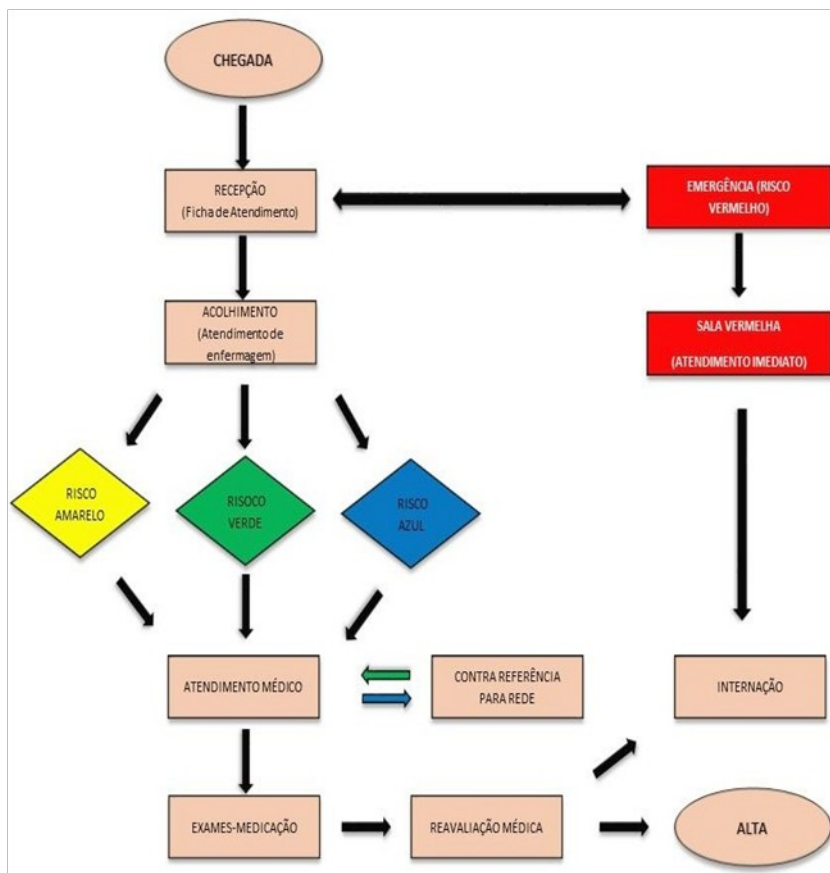 CHEGADA
RECEPÇÃO
(Ficha de Atendimento)
EMERGÊNCIA (RISCO
VERMELHO)
ACOLHIMENTO
(Atendimento de
enfermagem)
SALA VERMELHA
(ATENDIMENTO IMEDIATO)
RISCO
AMARELO
RISOCO
VERDE
RISCO
AZUL
ATENDIMENTO MÉDICO
CONTRA REFERÊNCIA
PARA REDE
INTERNAÇÃO
EXAMES-MEDICAÇÃO
REAVALIAÇÃO MÉDICA
ALTA